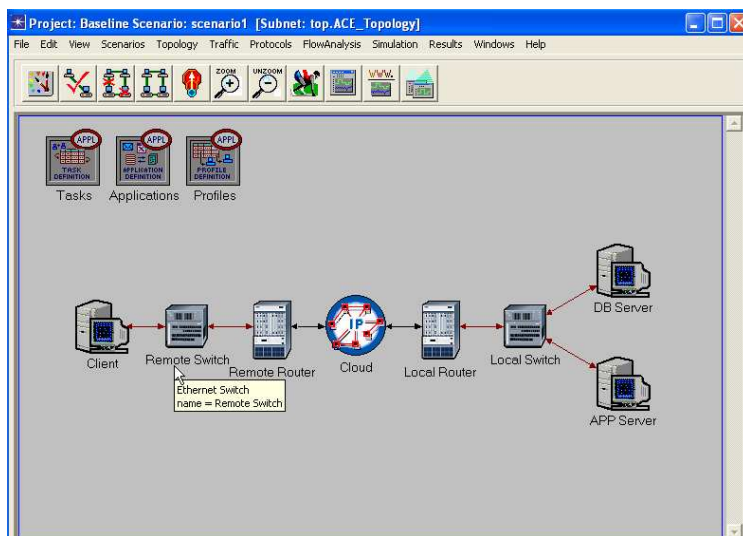 Project: Baseline Scenario: scenario1 [Subnet: top.ACE_Topology]
File Edit View Scenarios Topology Traffic Protocols FlowAnalysis Simulation Results Windows Help
ZOOM UNZOOM
APPL APPL APPL
TASK DEFINITION
APPLICATION DEFINITION
PROFILE DEFINITION
Tasks Applications Profiles
DB Server
IP
Client
Remote Switch
Remote Router
Cloud
Local Router
Local Switch
Ethernet Switch
name = Remote Switch
APP Server